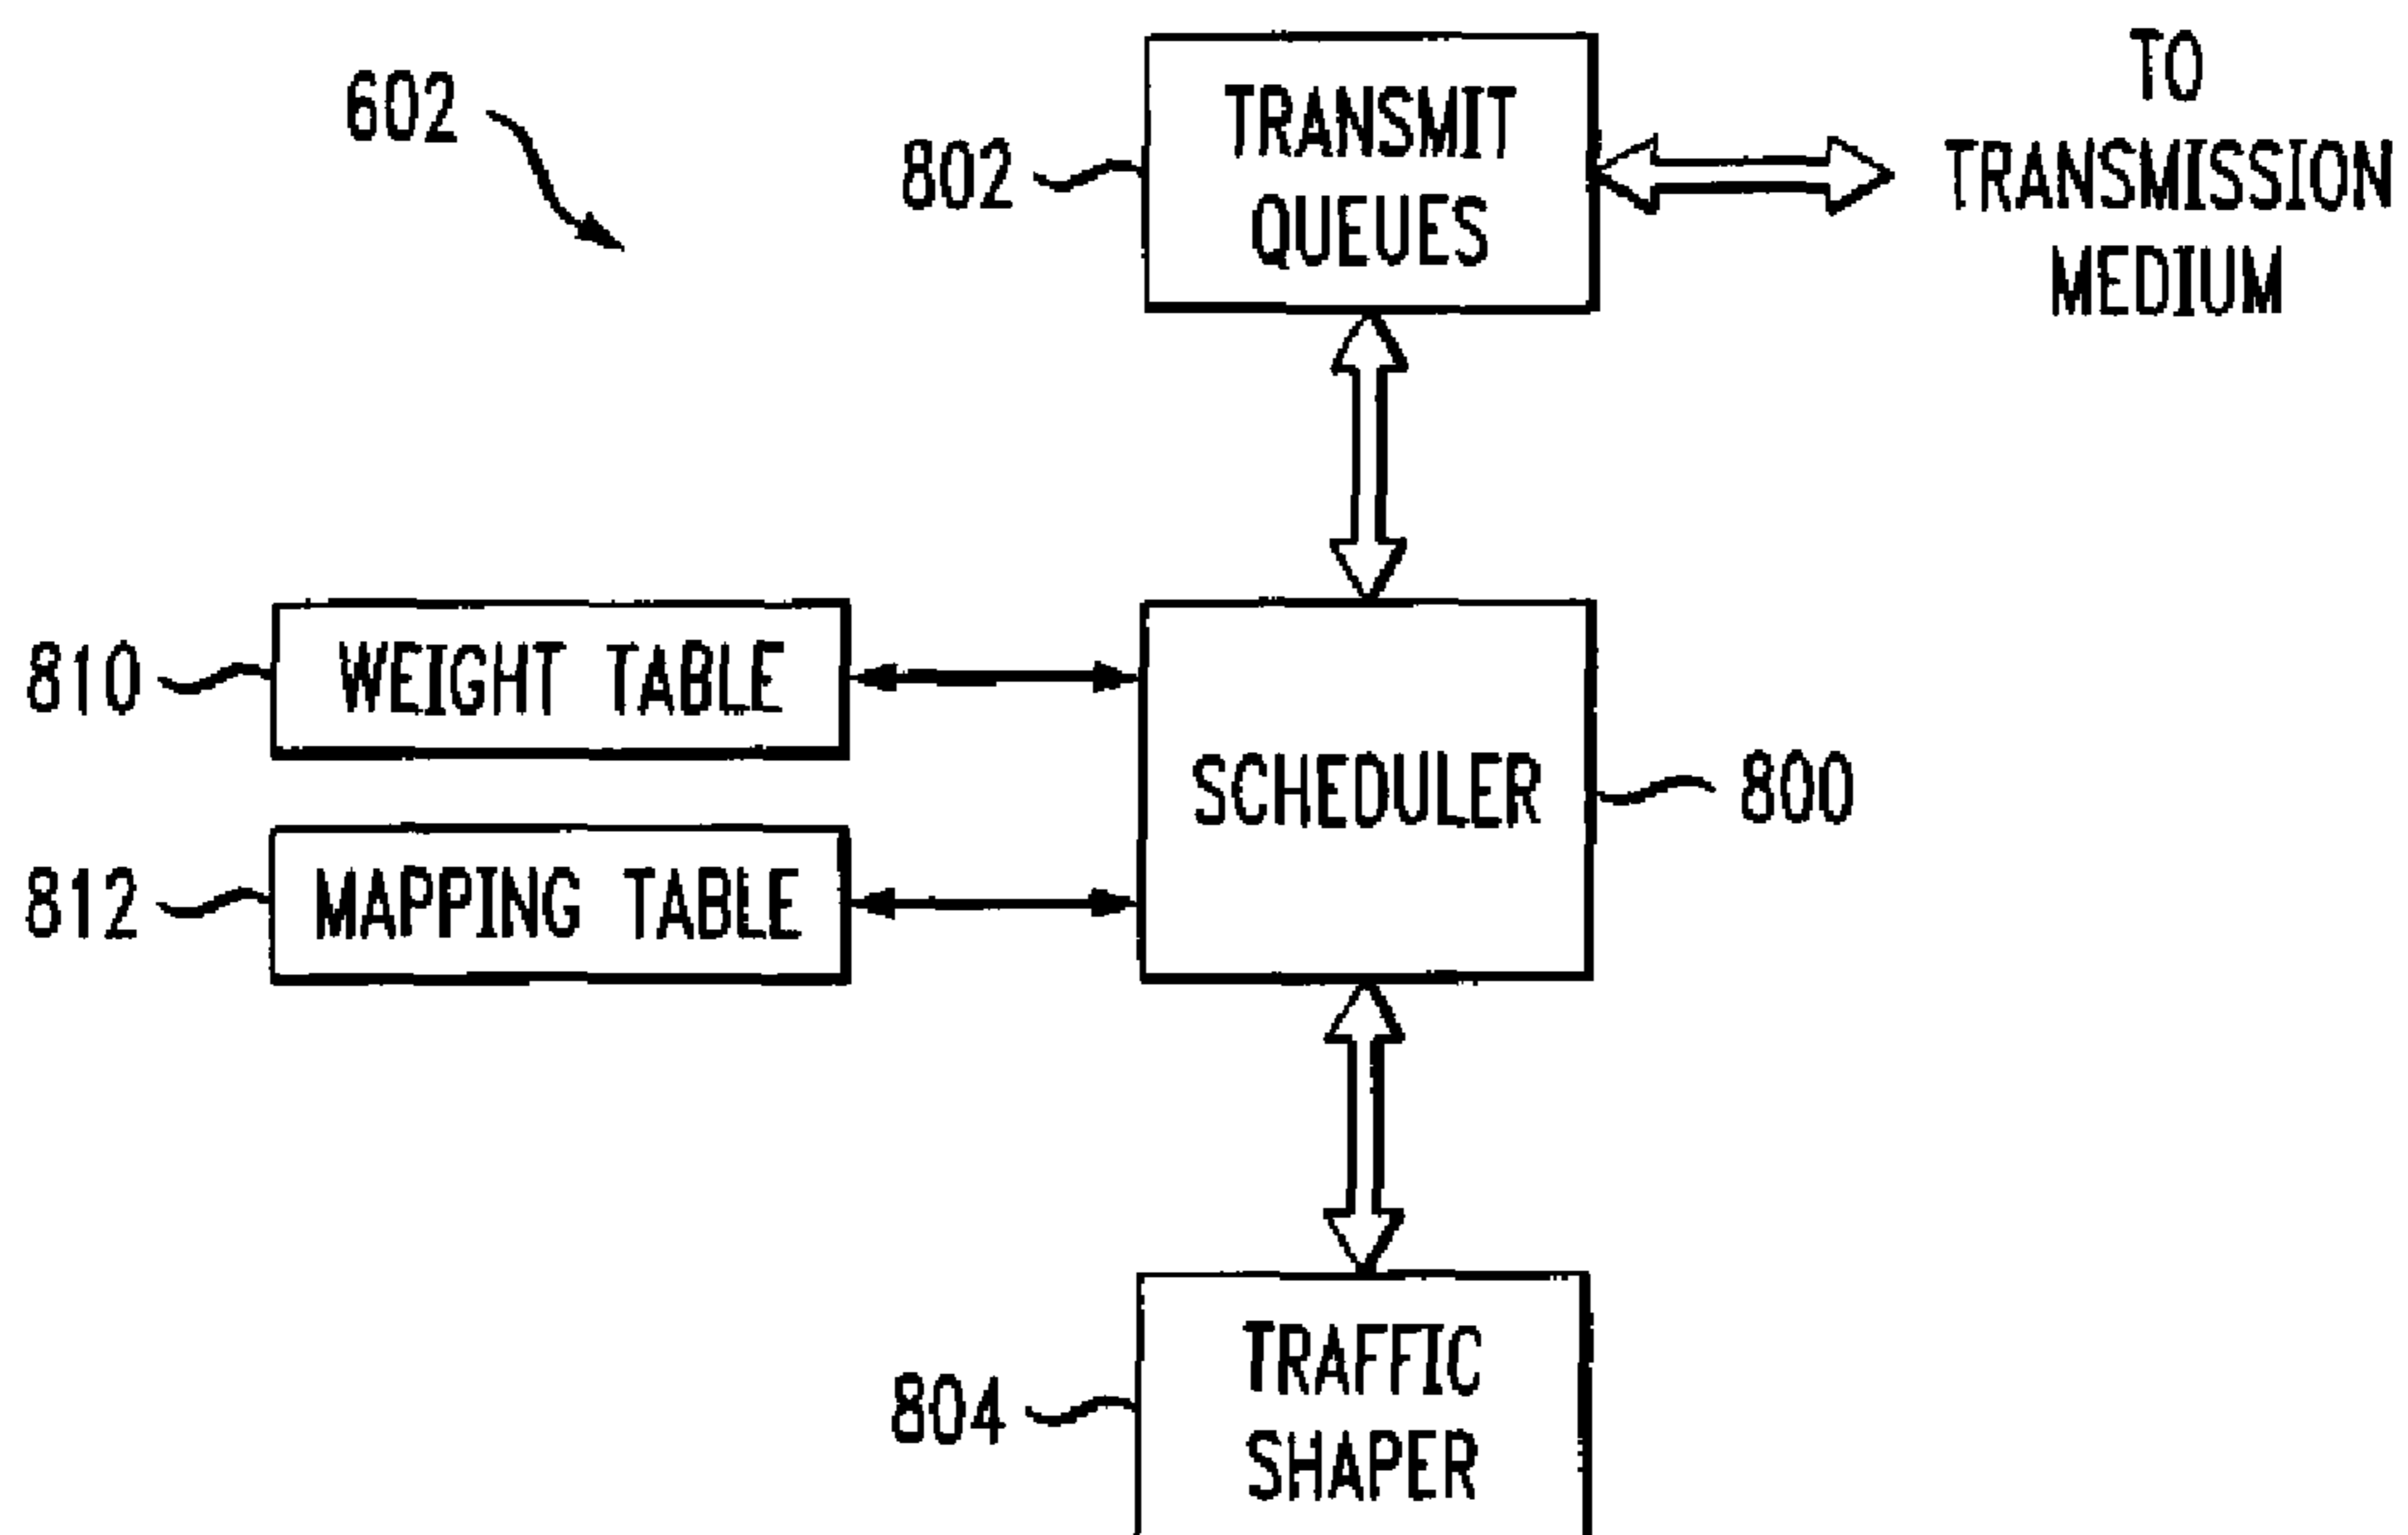 602
802
TRANSMIT
QUEUES
TO
TRANSMISSION
MEDIUM
810
WEIGHT TABLE
812
MAPPING TABLE
SCHEDULER
800
804
TRAFFIC
SHAPER